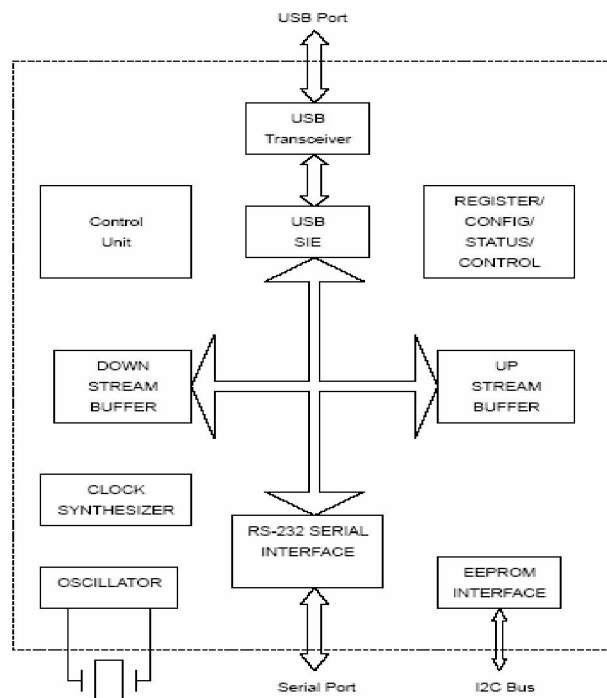 USB Port
USB
Transceiver
Control
Unit
USB
SIE
REGISTER/
CONFIG/
STATUS/
CONTROL
DOWN
STREAM
BUFFER
UP
STREAM
BUFFER
CLOCK
SYNTHESIZER
RS-232 SERIAL
INTERFACE
OSCILLATOR
EEPROM
INTERFACE
Serial Port
I2C Bus